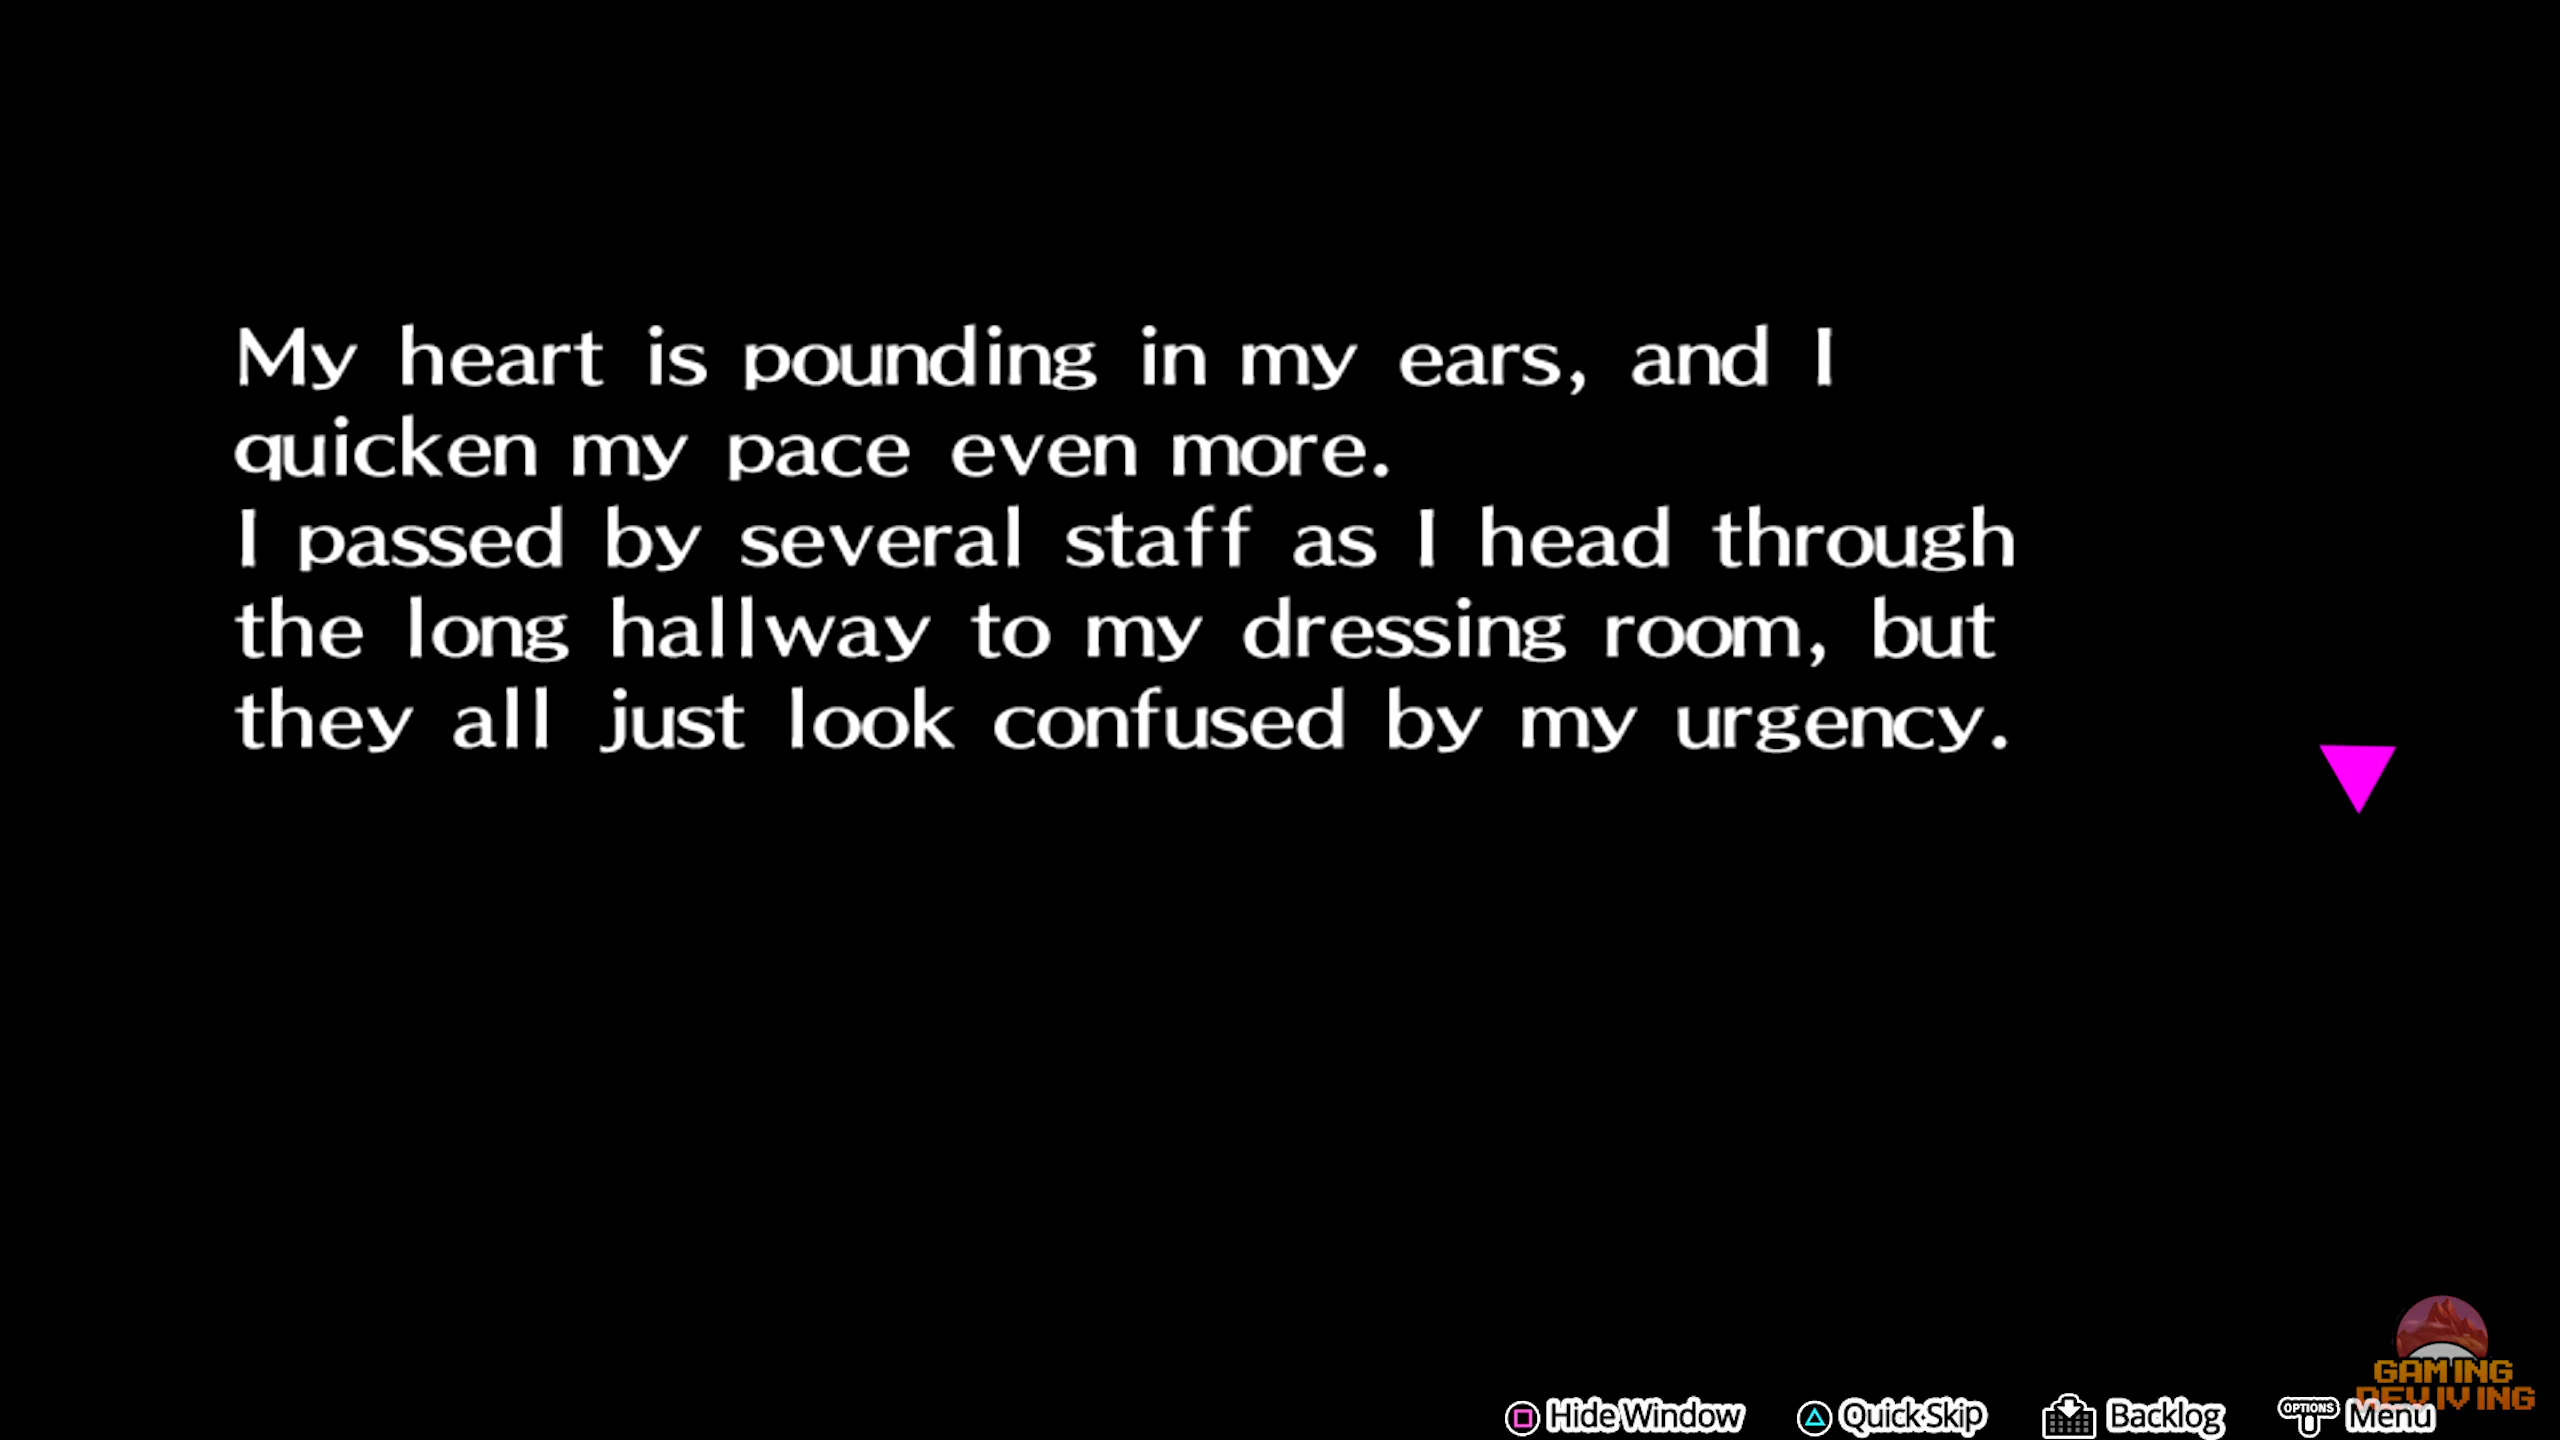 My heart is pounding in my ears, and I
quicken my pace even more.
I passed by several staff as I head through
the long hallway to my dressing room, but
they all just look confused by my urgency.
Hide Window Quick Skip Backlog OPTIONS Menu
GAMING
REVIVING